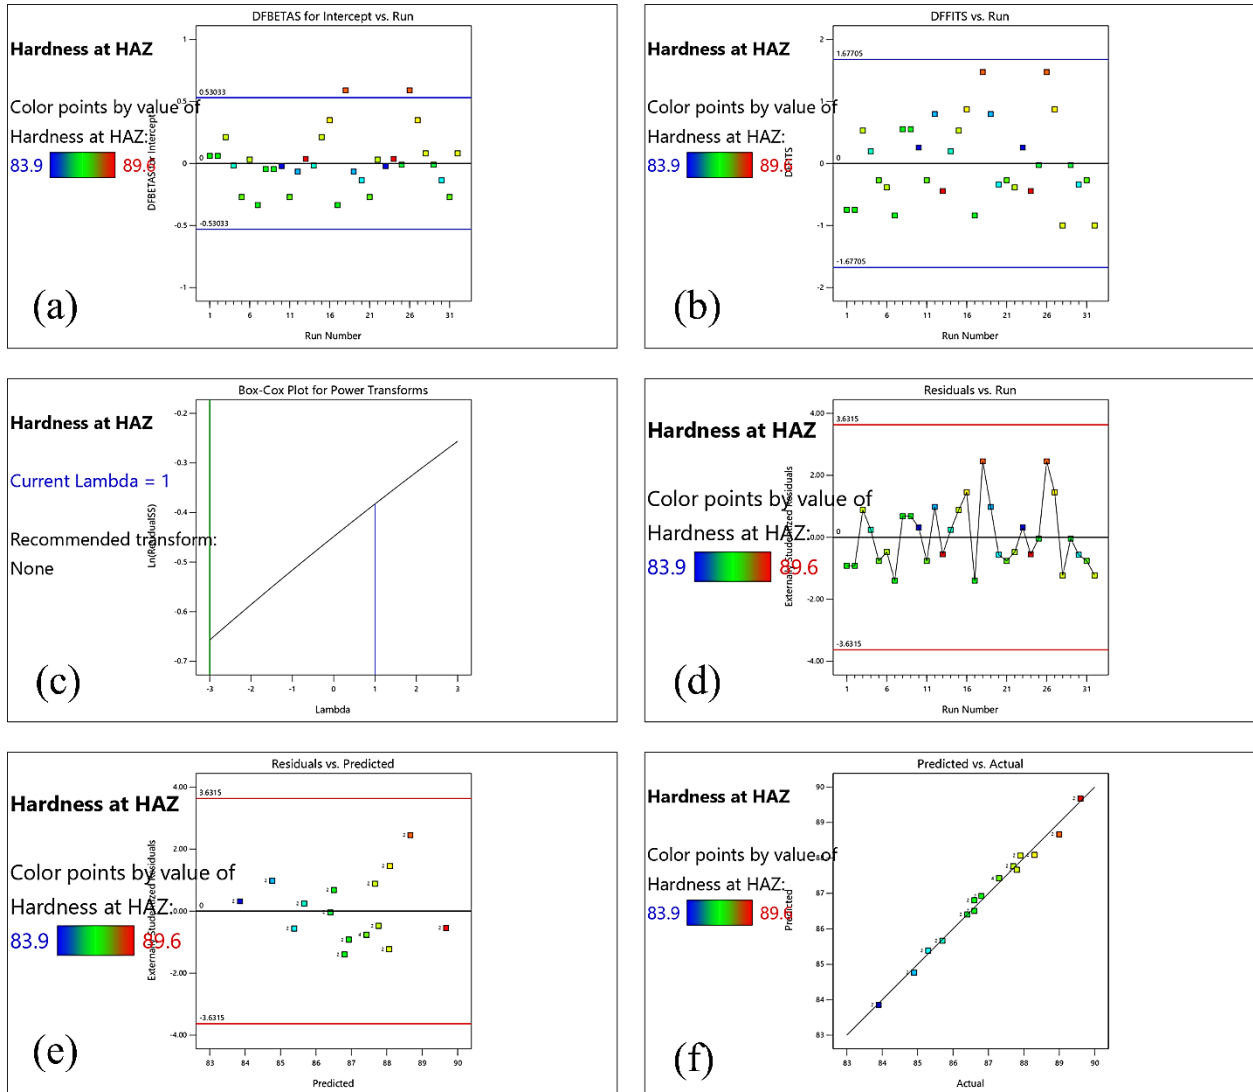 DFBETAS for Intercept vs. Run
Hardness at HAZ
Color points by value of
Hardness at HAZ:
83.9 89.6
DFBETAS for Intercept
1
0.5
0
-0.5
-1
0.53033
0
-0.53033
1 6 11 16 21 26 31
Run Number
(a)
DFFITS vs. Run
Hardness at HAZ
Color points by value of
Hardness at HAZ:
83.9 89.6
DFFITS
2
1
0
-1
-2
1.67705
0
-1.67705
1 6 11 16 21 26 31
Run Number
(b)
Box-Cox Plot for Power Transforms
Hardness at HAZ
Current Lambda = 1
Recommended transform:
None
Ln(ResidualSS)
-0.2
-0.3
-0.4
-0.5
-0.6
-0.7
-3 -2 -1 0 1 2 3
Lambda
(c)
Residuals vs. Run
Hardness at HAZ
Color points by value of
Hardness at HAZ:
83.9 89.6
Externally Studentized Residuals
4.00
2.00
0.00
-2.00
-4.00
3.6315
0
-3.6315
1 6 11 16 21 26 31
Run Number
(d)
Residuals vs. Predicted
Hardness at HAZ
Color points by value of
Hardness at HAZ:
83.9 89.6
Externally Studentized Residuals
4.00
2.00
0.00
-2.00
-4.00
3.6315
0
-3.6315
83 84 85 86 87 88 89 90
Predicted
(e)
Predicted vs. Actual
Hardness at HAZ
Color points by value of
Hardness at HAZ:
83.9 89.6
Predicted
90
89
88
87
86
85
84
83
83 84 85 86 87 88 89 90
Actual
(f)